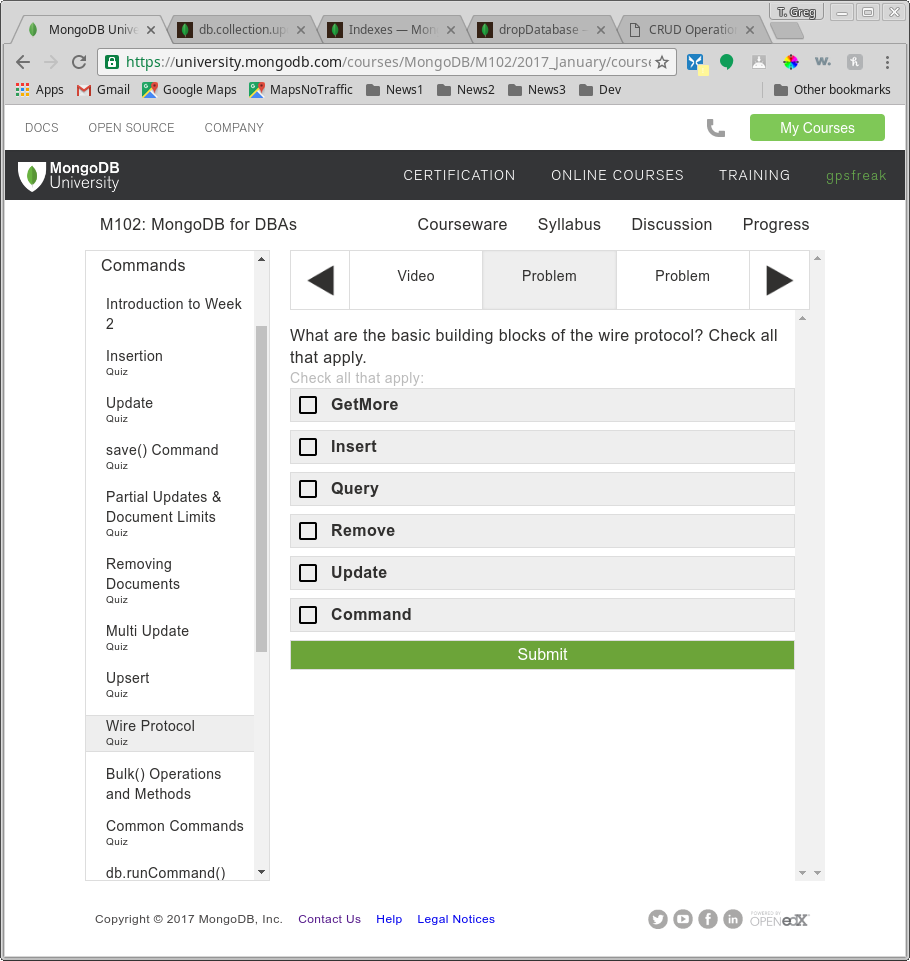 T. Greg
MongoDB Unive
db.collection.up
Indexes — Mon
dropDatabase –
CRUD Operatio
https://university.mongodb.com/courses/MongoDB/M102/2017_January/course
Apps Gmail Google Maps MapsNoTraffic News1 News2 News3 Dev Other bookmarks
DOCS OPEN SOURCE COMPANY My Courses
MongoDB
University
CERTIFICATION ONLINE COURSES TRAINING gpsfreak
M102: MongoDB for DBAs Courseware Syllabus Discussion Progress
Commands
Introduction to Week
2
Insertion
Quiz
Update
Quiz
save() Command
Quiz
Partial Updates &
Document Limits
Quiz
Removing
Documents
Quiz
Multi Update
Quiz
Upsert
Quiz
Wire Protocol
Quiz
Bulk() Operations
and Methods
Common Commands
Quiz
db.runCommand()
Video Problem Problem
What are the basic building blocks of the wire protocol? Check all
that apply.
Check all that apply:
GetMore
Insert
Query
Remove
Update
Command
Submit
Copyright © 2017 MongoDB, Inc. Contact Us Help Legal Notices
POWERED BY
OPEN edX